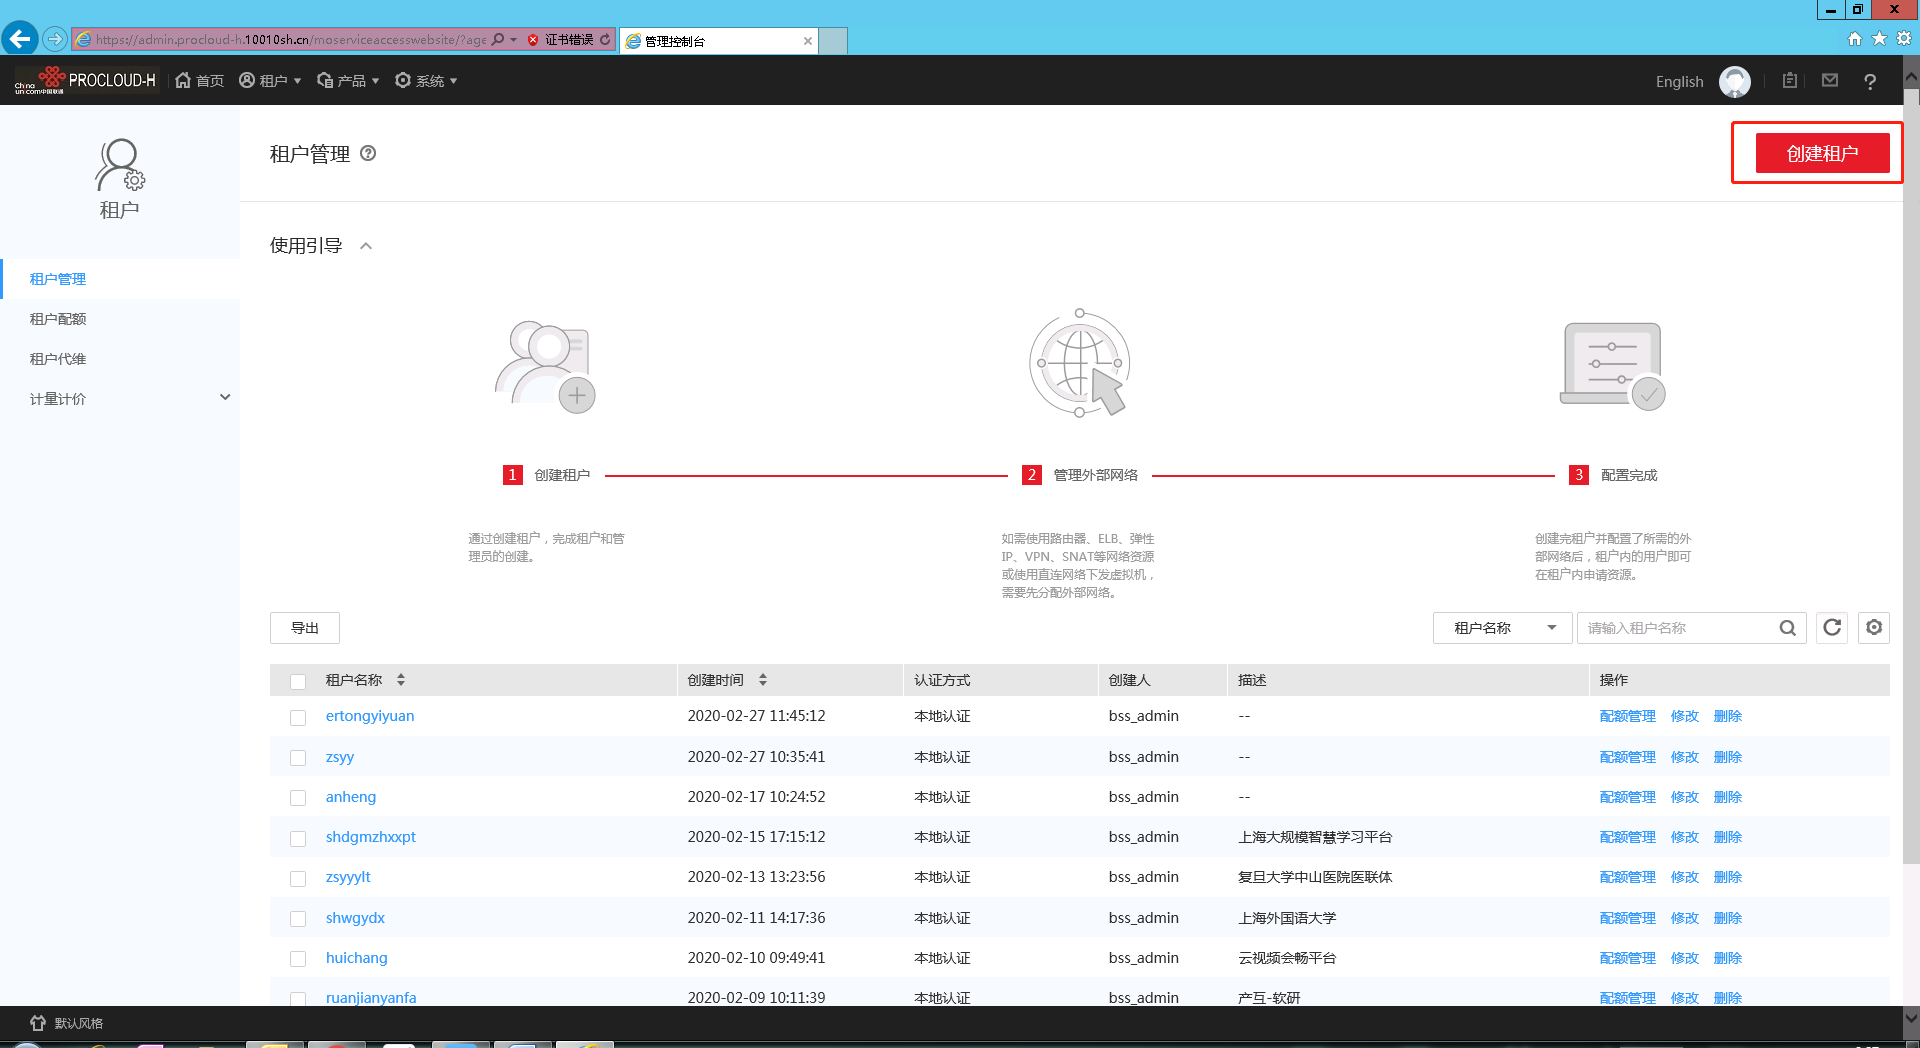 https://admin.procloud-h.10010sh.cn/moserviceaccesswebsite/?age
证书错误
管理控制台
China unicom中国联通
PROCLOUD-H
首页
租户
产品
系统
English
租户
租户管理
租户配额
租户代维
计量计价
租户管理
创建租户
使用引导
1 创建租户
2 管理外部网络
3 配置完成
通过创建租户，完成租户和管
理员的创建。
如需使用路由器、ELB、弹性
IP、VPN、SNAT等网络资源
或使用直连网络下发虚拟机，
需要先分配外部网络。
创建完租户并配置了所需的外
部网络后，租户内的用户即可
在租户内申请资源。
导出
租户名称
请输入租户名称
租户名称 创建时间 认证方式 创建人 描述 操作
ertongyiyuan 2020-02-27 11:45:12 本地认证 bss_admin -- 配额管理 修改 删除
zsyy 2020-02-27 10:35:41 本地认证 bss_admin -- 配额管理 修改 删除
anheng 2020-02-17 10:24:52 本地认证 bss_admin -- 配额管理 修改 删除
shdgmzhxxpt 2020-02-15 17:15:12 本地认证 bss_admin 上海大规模智慧学习平台 配额管理 修改 删除
zsyyylt 2020-02-13 13:23:56 本地认证 bss_admin 复旦大学中山医院医联体 配额管理 修改 删除
shwgydx 2020-02-11 14:17:36 本地认证 bss_admin 上海外国语大学 配额管理 修改 删除
huichang 2020-02-10 09:49:41 本地认证 bss_admin 云视频会畅平台 配额管理 修改 删除
ruanjianyanfa 2020-02-09 10:11:39 本地认证 bss_admin 产互-软研 配额管理 修改 删除
默认风格